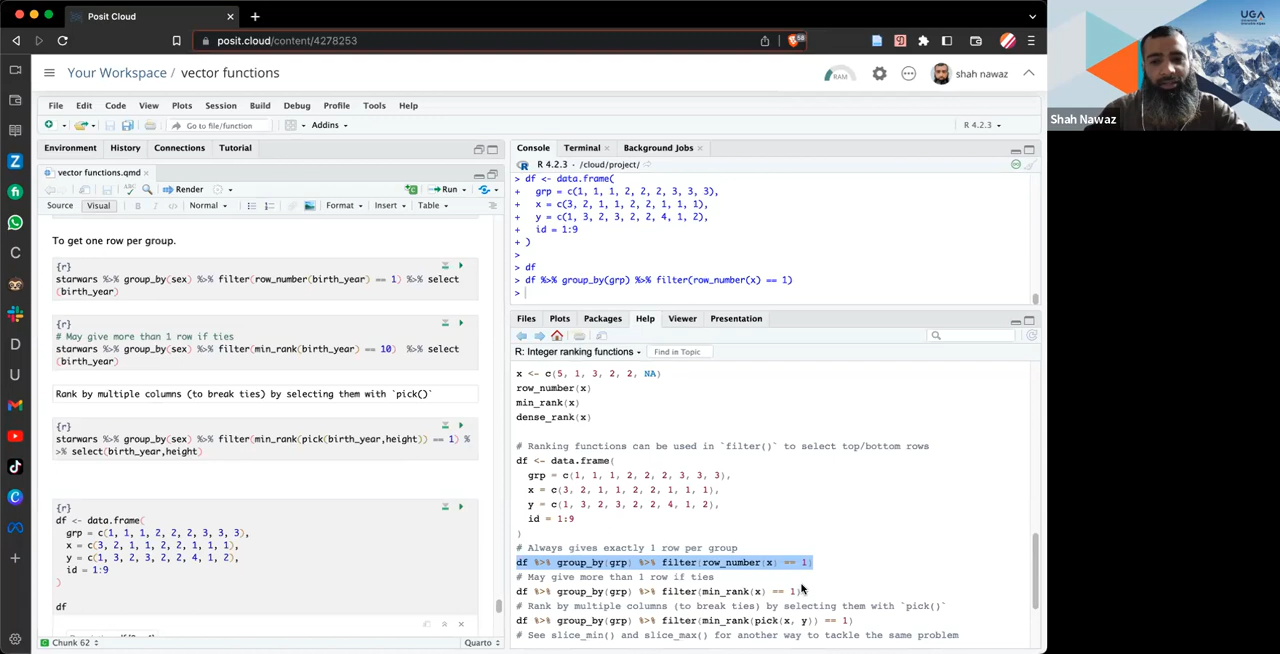 Posit Cloud
posit.cloud/content/4278253
58
UGA
Your Workspace / vector functions
RAM
shah nawaz
File Edit Code View Plots Session Build Debug Profile Tools Help
Go to file/function
Addins
R 4.2.3
Environment History Connections Tutorial
vector functions.qmd
Render
Run
Source Visual
B I
Normal
Format
Insert
Table
To get one row per group.
{r}
starwars %>% group_by(sex) %>% filter(row_number(birth_year) == 1) %>% select
(birth_year)
{r}
# May give more than 1 row if ties
starwars %>% group_by(sex) %>% filter(min_rank(birth_year) == 10) %>% select
(birth_year)
Rank by multiple columns (to break ties) by selecting them with `pick()`
{r}
starwars %>% group_by(sex) %>% filter(min_rank(pick(birth_year,height)) == 1) %
>% select(birth_year,height)
{r}
df <- data.frame(
grp = c(1, 1, 1, 2, 2, 2, 3, 3, 3),
x = c(3, 2, 1, 1, 2, 2, 1, 1, 1),
y = c(1, 3, 2, 3, 2, 2, 4, 1, 2),
id = 1:9
)
df
Chunk 62
Quarto
Console Terminal Background Jobs
R 4.2.3 · /cloud/project/
> df <- data.frame(
+ grp = c(1, 1, 1, 2, 2, 2, 3, 3, 3),
+ x = c(3, 2, 1, 1, 2, 2, 1, 1, 1),
+ y = c(1, 3, 2, 3, 2, 2, 4, 1, 2),
+ id = 1:9
+ )
>
> df
> df %>% group_by(grp) %>% filter(row_number(x) == 1)
>
Files Plots Packages Help Viewer Presentation
R: Integer ranking functions
Find in Topic
x <- c(5, 1, 3, 2, 2, NA)
row_number(x)
min_rank(x)
dense_rank(x)
# Ranking functions can be used in `filter()` to select top/bottom rows
df <- data.frame(
grp = c(1, 1, 1, 2, 2, 2, 3, 3, 3),
x = c(3, 2, 1, 1, 2, 2, 1, 1, 1),
y = c(1, 3, 2, 3, 2, 2, 4, 1, 2),
id = 1:9
)
# Always gives exactly 1 row per group
df %>% group_by(grp) %>% filter(row_number(x) == 1)
# May give more than 1 row if ties
df %>% group_by(grp) %>% filter(min_rank(x) == 1)
# Rank by multiple columns (to break ties) by selecting them with `pick()`
df %>% group_by(grp) %>% filter(min_rank(pick(x, y)) == 1)
# See slice_min() and slice_max() for another way to tackle the same problem
Shah Nawaz